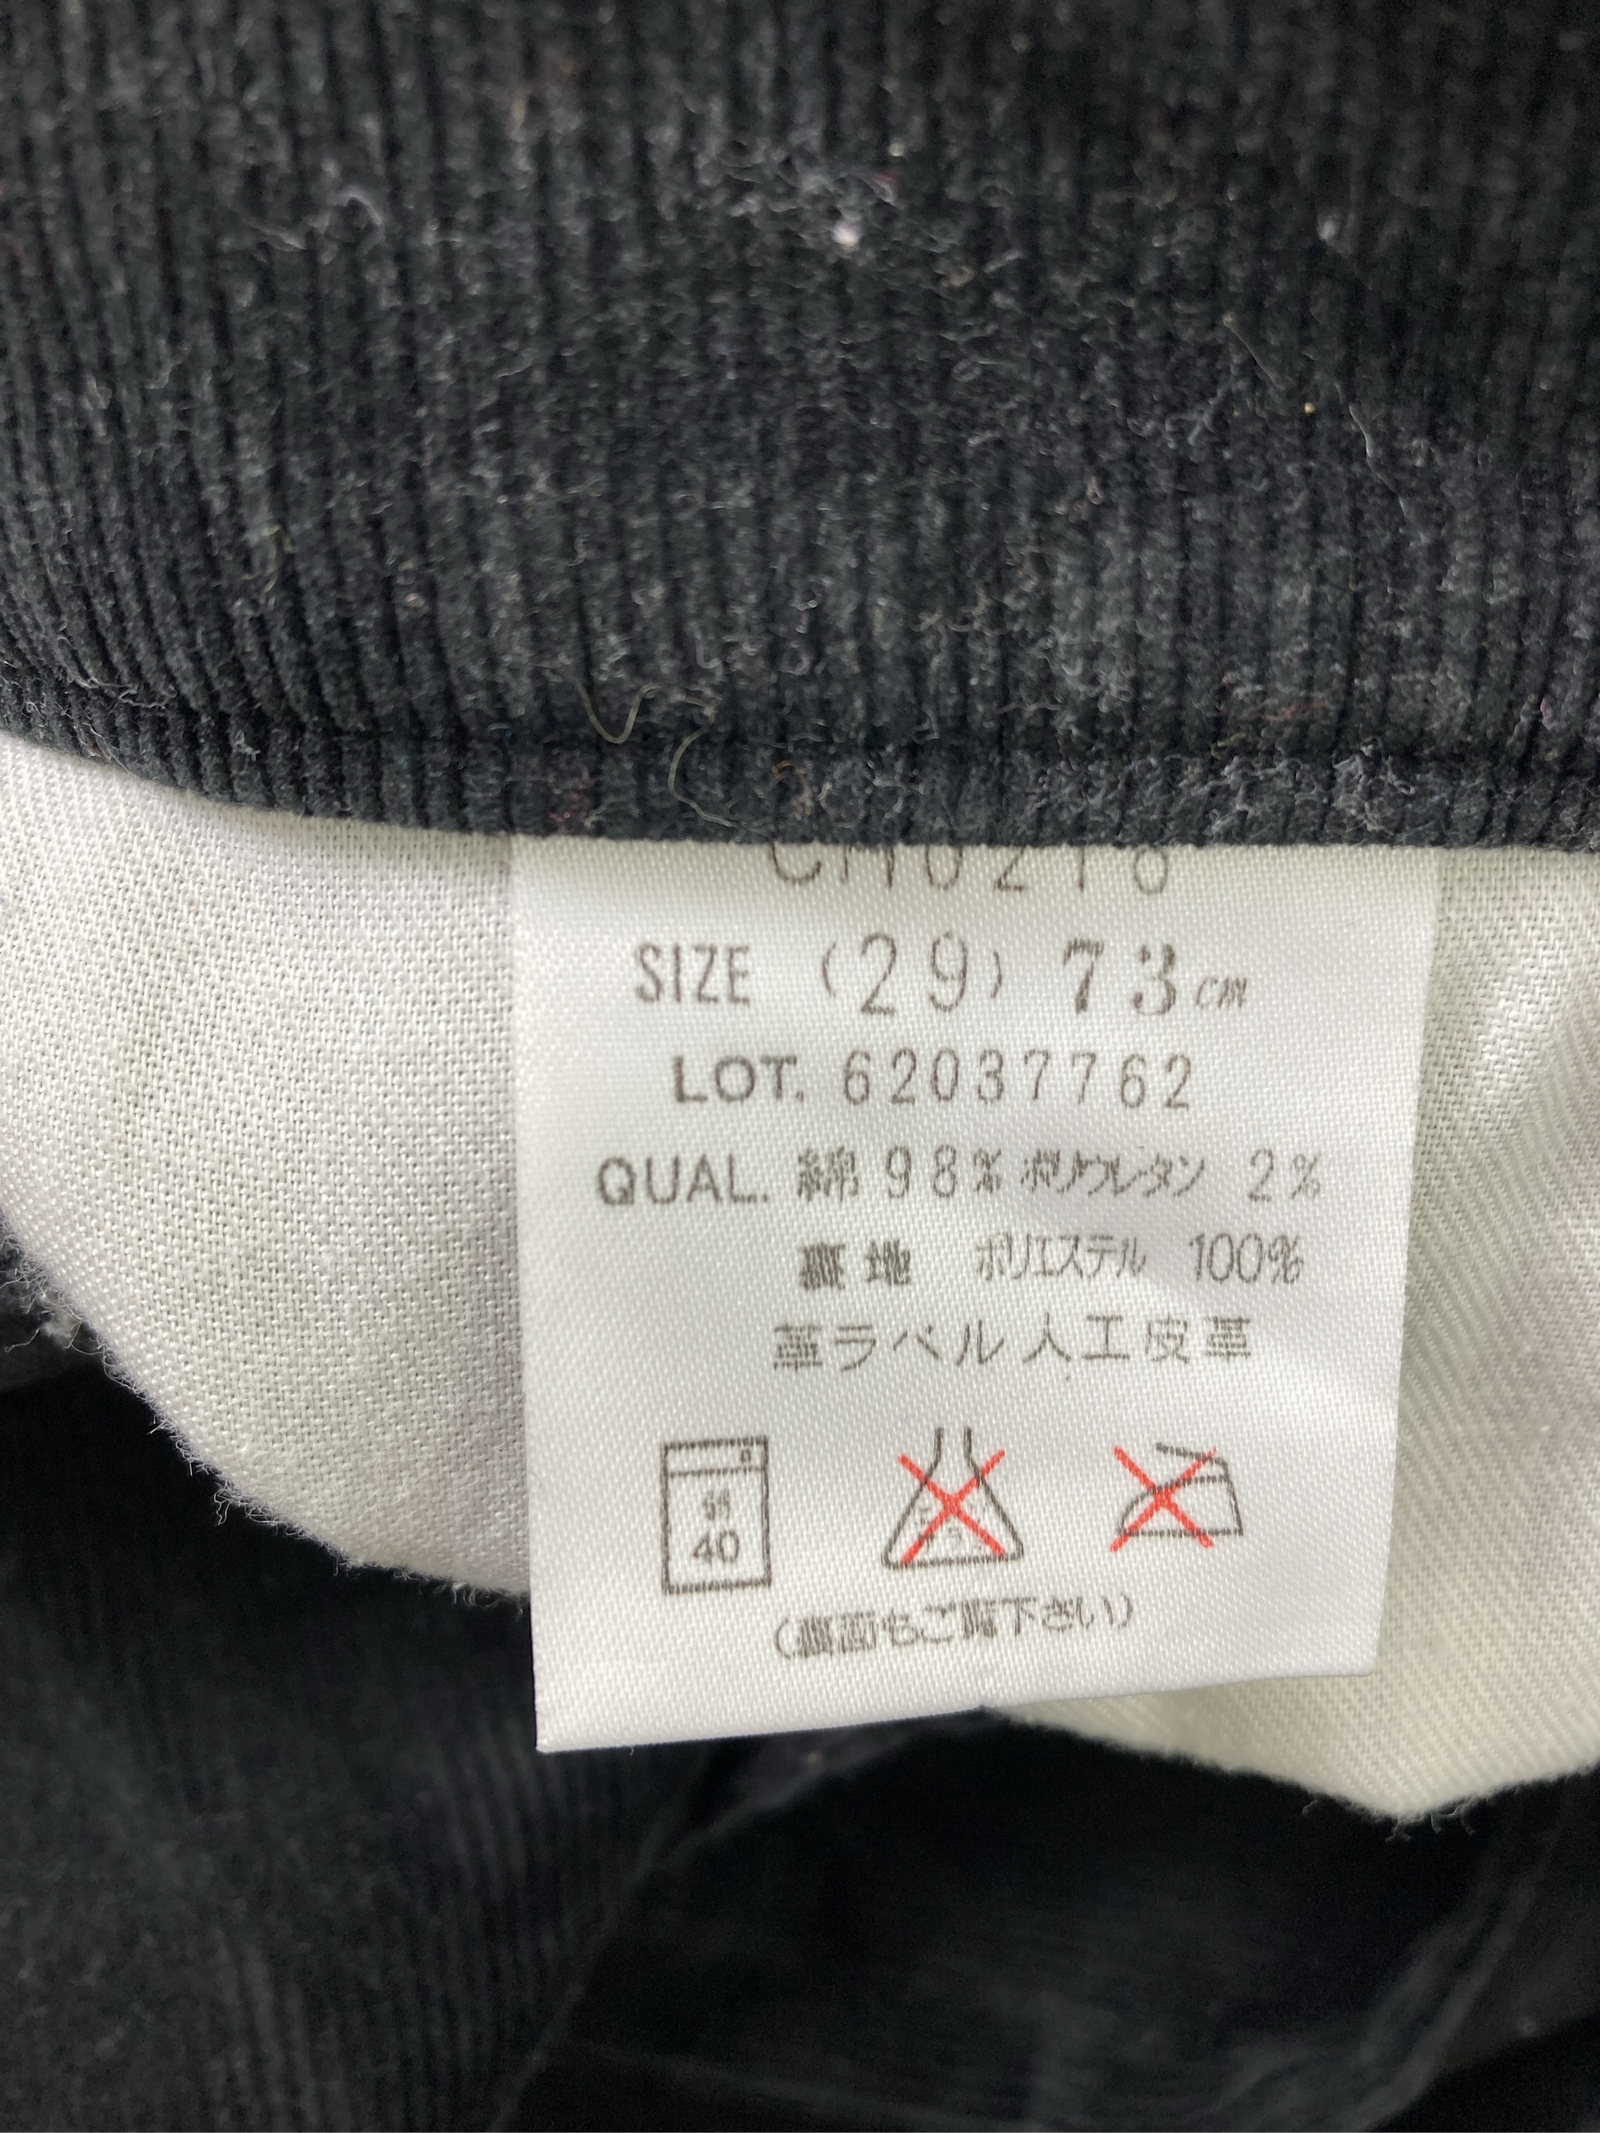 CM0216
SIZE (29) 73cm
LOT. 62037762
QUAL. 綿 98% ポリウレタン 2%
裏地 ポリエステル 100%
革ラベル 人工皮革
弱
40
(裏面もご覧下さい)